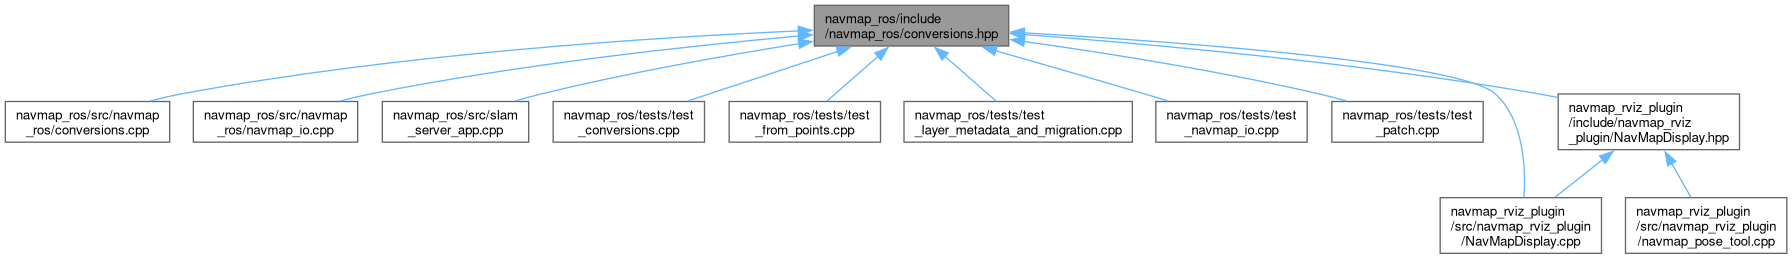 navmap_ros/include
/navmap_ros/conversions.hpp
navmap_ros/src/navmap
_ros/conversions.cpp
navmap_ros/src/navmap
_ros/navmap_io.cpp
navmap_ros/src/slam
_server_app.cpp
navmap_ros/tests/test
_conversions.cpp
navmap_ros/tests/test
_from_points.cpp
navmap_ros/tests/test
_layer_metadata_and_migration.cpp
navmap_ros/tests/test
_navmap_io.cpp
navmap_ros/tests/test
_patch.cpp
navmap_rviz_plugin
/include/navmap_rviz
_plugin/NavMapDisplay.hpp
navmap_rviz_plugin
/src/navmap_rviz_plugin
/NavMapDisplay.cpp
navmap_rviz_plugin
/src/navmap_rviz_plugin
/navmap_pose_tool.cpp